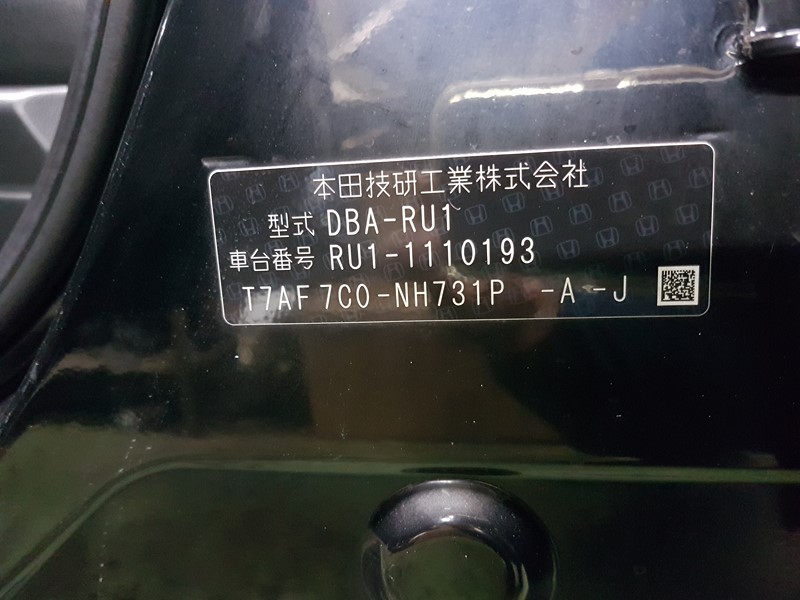 本田技研工業株式会社
型式 DBA-RU1
車台番号 RU1-1110193
T7AF 7C0-NH731P -A-J